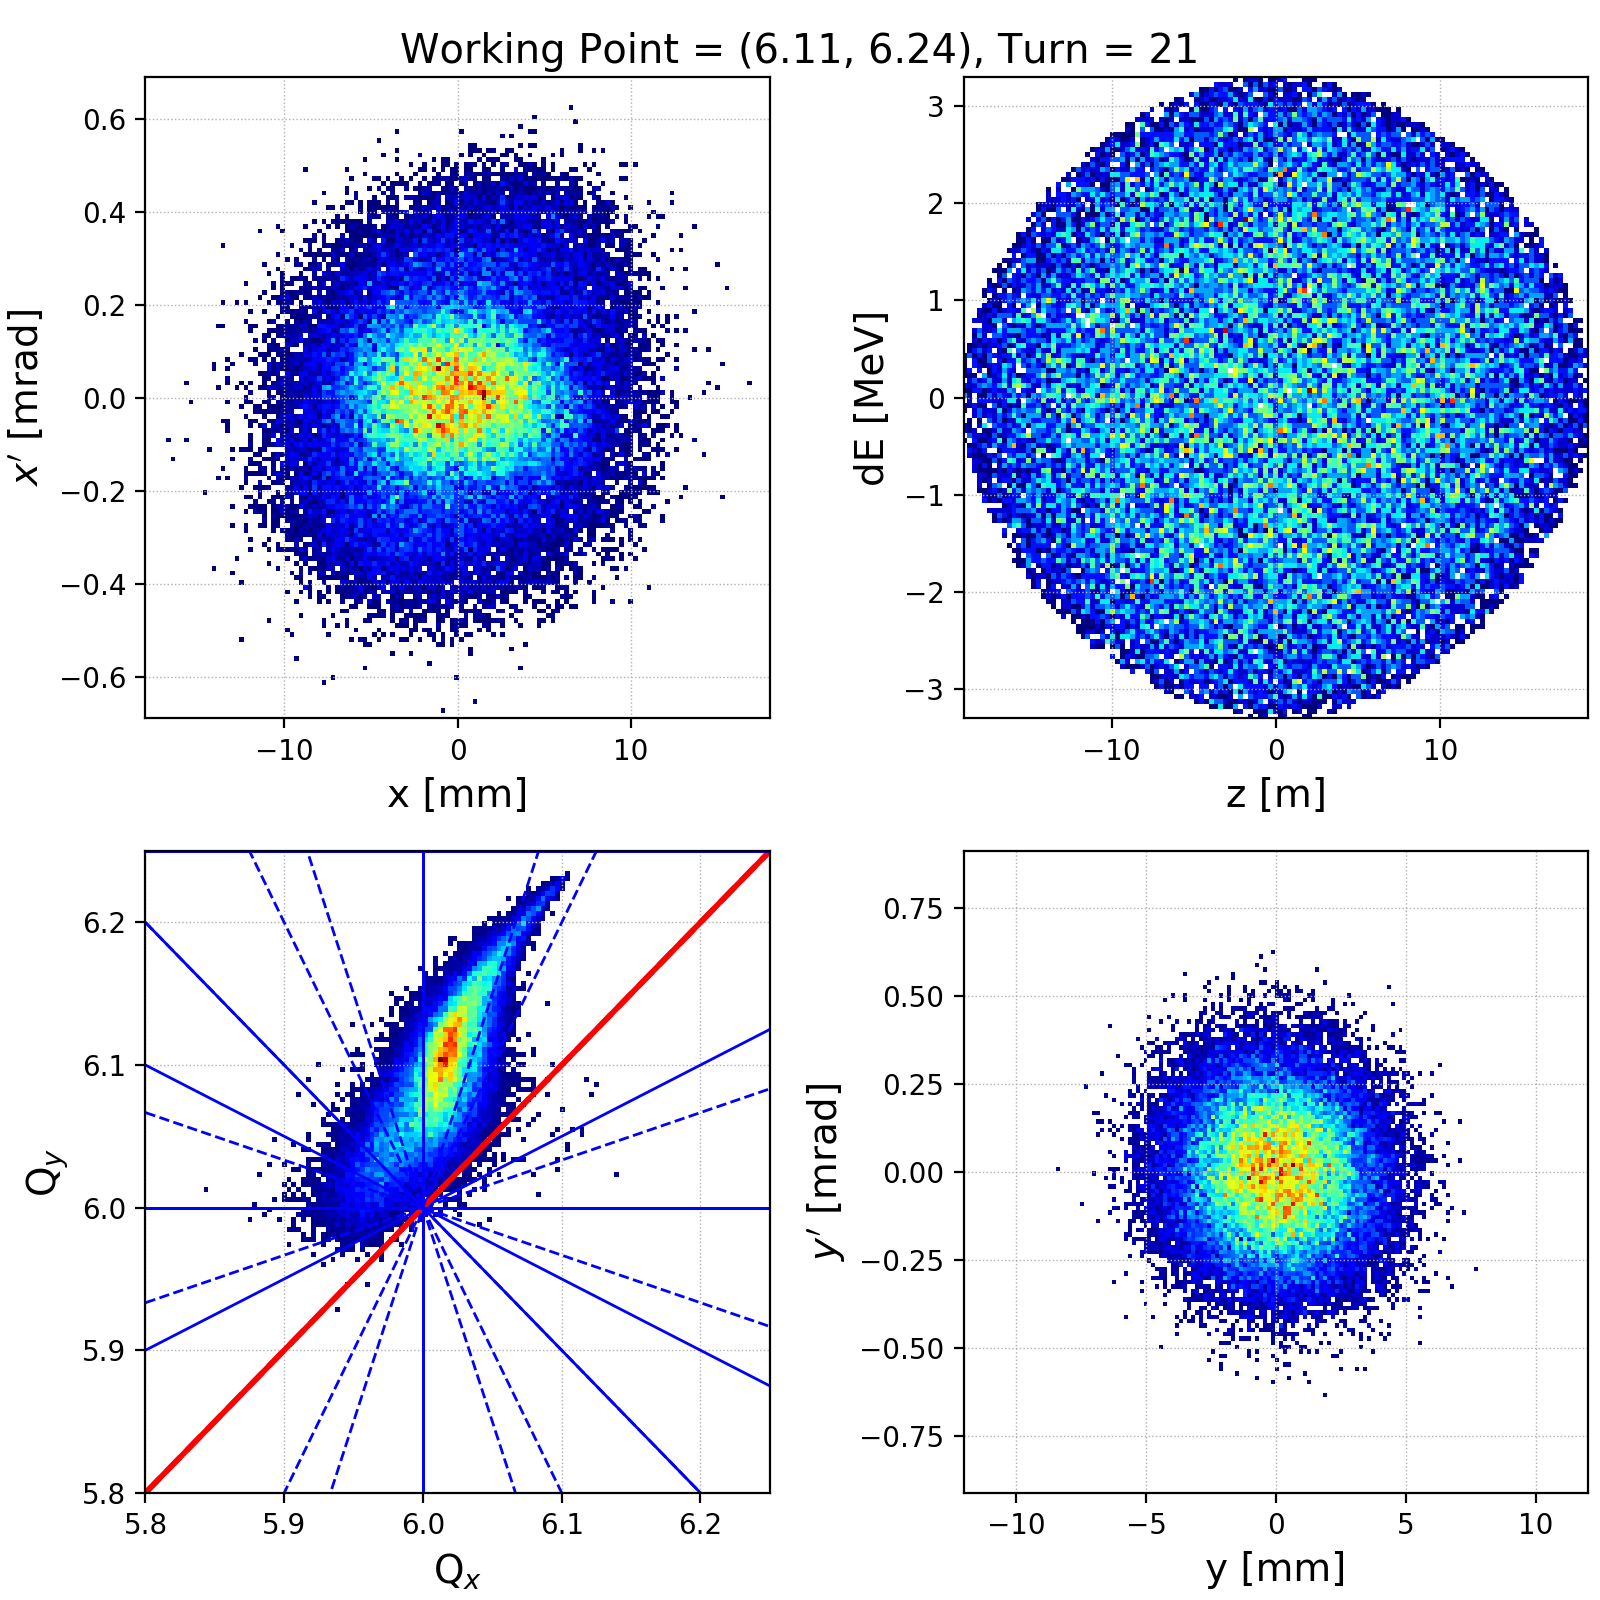 Working Point = (6.11, 6.24), Turn = 21
0.6
0.4
0.2
0.0
−0.2
−0.4
−0.6
x′ [mrad]
−10 0 10
x [mm]
3
2
1
0
−1
−2
−3
dE [MeV]
−10 0 10
z [m]
6.2
6.1
6.0
5.9
5.8
Qy
5.8 5.9 6.0 6.1 6.2
Qx
0.75
0.50
0.25
0.00
−0.25
−0.50
−0.75
y′ [mrad]
−10 −5 0 5 10
y [mm]